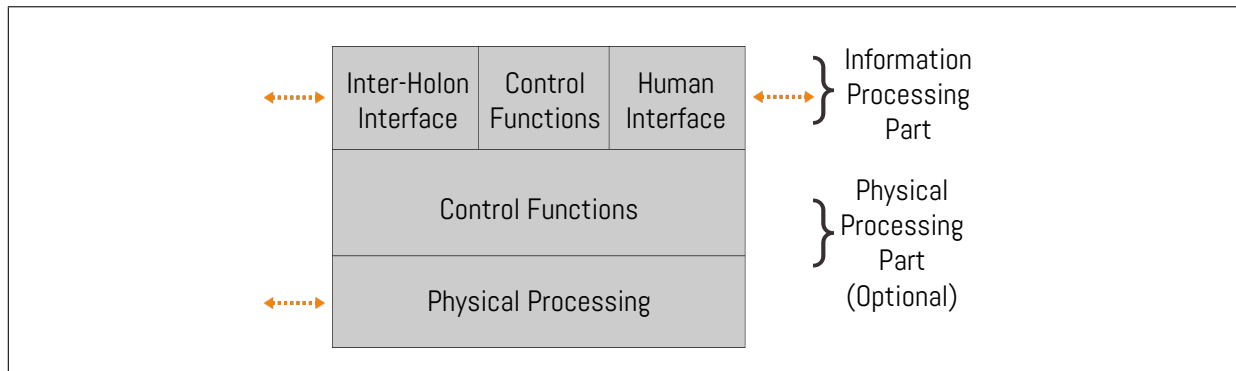 Inter-Holon
Interface
Control
Functions
Human
Interface
Information
Processing
Part
Control Functions
Physical
Processing
Part
(Optional)
Physical Processing